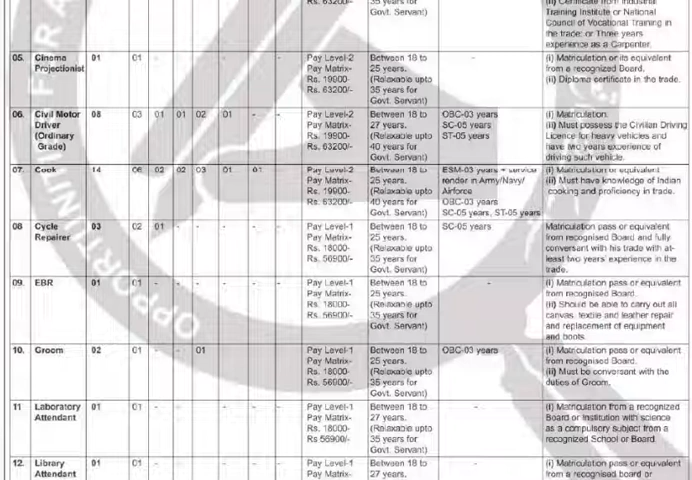 Rs. 63200/-
35 years for
Govt. Servant)
(ii) Certificate from Industrial
Training Institute or National
Council of Vocational Training in
the trade: or Three years
experience as a Carpenter.
05. Cinema 01 01 - - - - - Pay Level-2 Between 18 to - (i) Matriculation or its equivalent
Projectionist Pay Matrix- 25 years. from a recognized Board.
Rs. 19900- (Relaxable upto (ii) Diploma certificate in the trade.
Rs. 63200/- 35 years for
Govt. Servant)
06. Civil Motor 08 03 01 01 02 01 - - Pay Level-2 Between 18 to OBC-03 years (i) Matriculation.
Driver Pay Matrix- 27 years. SC-05 years (ii) Must possess the Civilian Driving
(Ordinary Rs. 19900- (Relaxable upto ST-05 years Licence for heavy vehicles and
Grade) Rs. 63200/- 40 years for have two years experience of
Govt. Servant) driving such vehicle.
07. Cook 14 06 02 02 03 01 01 - Pay Level-2 Between 18 to ESM-03 years + service (i) Matriculation or equivalent
Pay Matrix- 25 years. render in Army/Navy/ (ii) Must have knowledge of Indian
Rs. 19900- (Relaxable upto Airforce cooking and proficiency in trade.
Rs. 63200/- 40 years for OBC-03 years
Govt. Servant) SC-05 years, ST-05 years
08 Cycle 03 02 01 - - - - - Pay Level-1 Between 18 to SC-05 years Matriculation pass or equivalent
Repairer Pay Matrix- 25 years. from recognised Board and fully
Rs. 18000- (Relaxable upto conversant with his trade with at-
Rs. 56900/- 35 years for least two years' experience in the
Govt. Servant) trade.
09. EBR 01 01 - - - - - - Pay Level-1 Between 18 to - (i) Matriculation pass or equivalent
Pay Matrix- 25 years. from recognised Board.
Rs. 18000- (Relaxable upto (ii) Should be able to carry out all
Rs. 56900/- 35 years for canvas, textile and leather repair
Govt. Servant) and replacement of equipment
and boots.
10. Groom 02 01 - - 01 - - - Pay Level-1 Between 18 to OBC-03 years (i) Matriculation pass or equivalent
Pay Matrix- 25 years. from recognised Board.
Rs. 18000- (Relaxable upto (ii) Must be conversant with the
Rs. 56900/- 35 years for duties of Groom.
Govt. Servant)
11 Laboratory 01 01 - - - - - - Pay Level-1 Between 18 to - (i) Matriculation from a recognized
Attendant Pay Matrix- 27 years. Board or Institution with science
Rs. 18000- (Relaxable upto as a compulsory subject from a
Rs 56900/- 35 years for recognized School or Board.
Govt. Servant)
12. Library 01 01 - - - - - - Pay Level-1 Between 18 to - (i) Matriculation pass or equivalent
Attendant Pay Matrix- 27 years. from a recognised board or